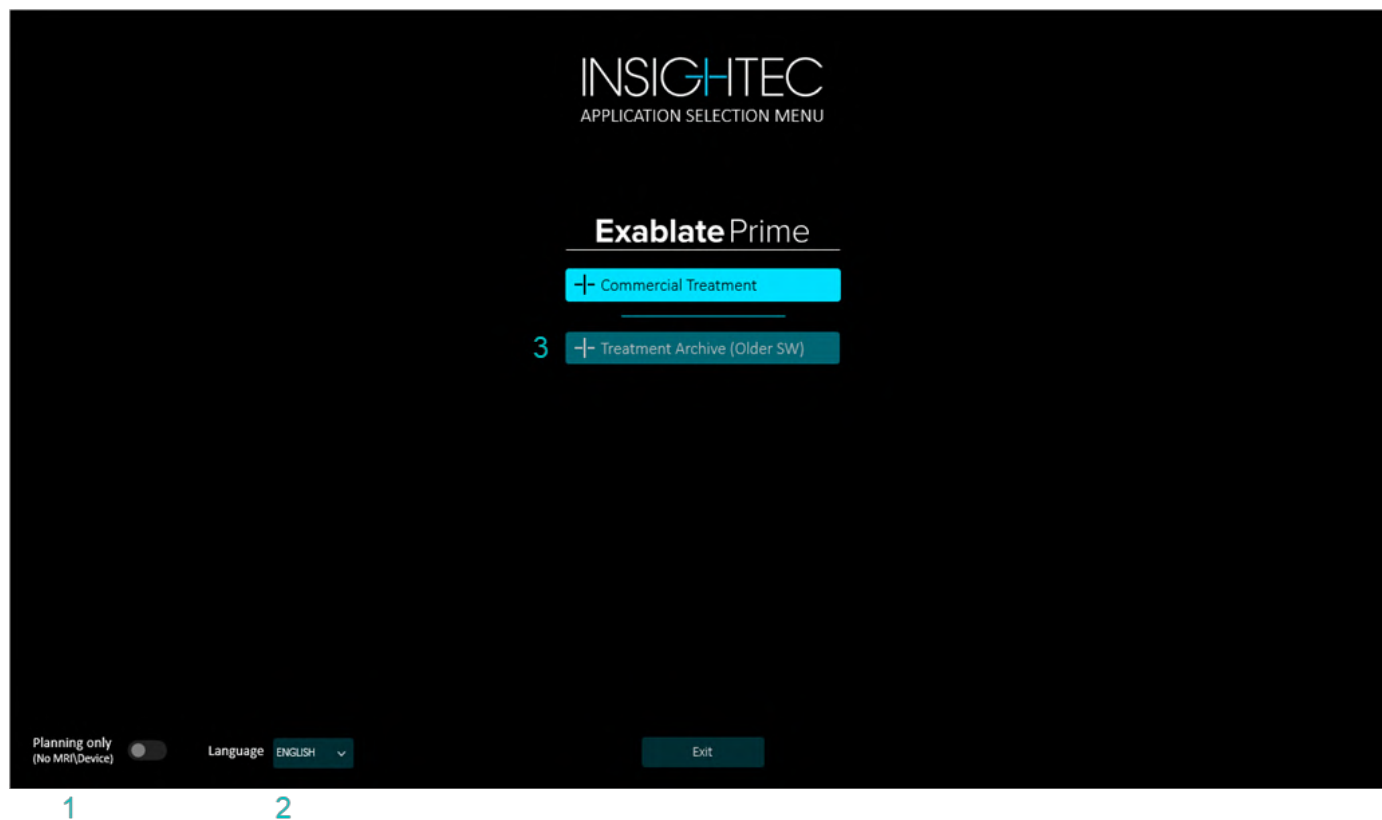 INSIGHTEC
APPLICATION SELECTION MENU
Exablate Prime
Commercial Treatment
3 Treatment Archive (Older SW)
Planning only
(No MRI\Device)
Language ENGLISH
Exit
1 2